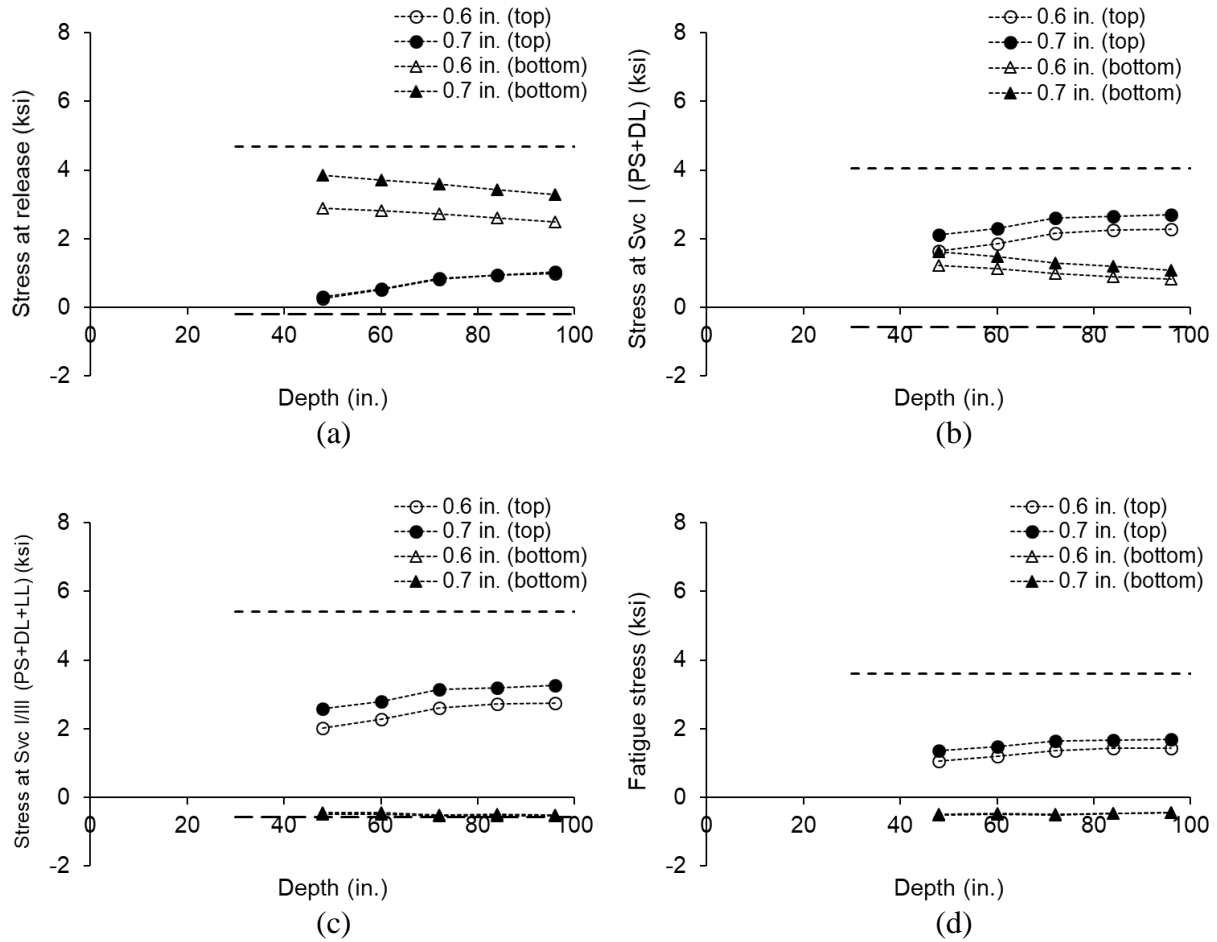 Stress at release (ksi)
8
6
4
2
0
-2
0
20
40
60
80
100
0.6 in. (top)
0.7 in. (top)
0.6 in. (bottom)
0.7 in. (bottom)
Depth (in.)
(a)
Stress at Svc I (PS+DL) (ksi)
8
6
4
2
0
-2
0
20
40
60
80
100
0.6 in. (top)
0.7 in. (top)
0.6 in. (bottom)
0.7 in. (bottom)
Depth (in.)
(b)
Stress at Svc I/III (PS+DL+LL) (ksi)
8
6
4
2
0
-2
0
20
40
60
80
100
0.6 in. (top)
0.7 in. (top)
0.6 in. (bottom)
0.7 in. (bottom)
Depth (in.)
(c)
Fatigue stress (ksi)
8
6
4
2
0
-2
0
20
40
60
80
100
0.6 in. (top)
0.7 in. (top)
0.6 in. (bottom)
0.7 in. (bottom)
Depth (in.)
(d)